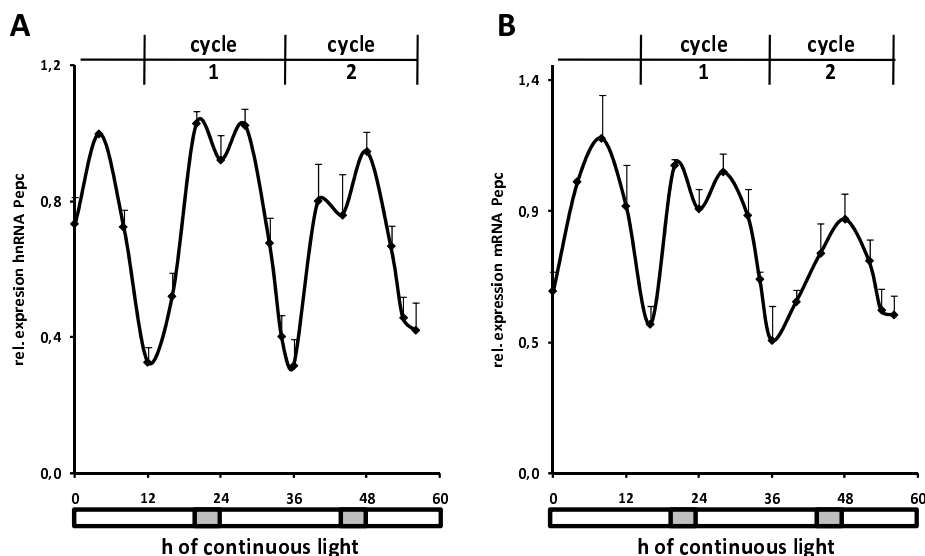 A
cycle cycle
1 2
1,2
0,8
0,4
0,0
rel. expression hnRNA Pepc
0 12 24 36 48 60
h of continuous light
B
cycle cycle
1 2
1,4
0,9
0,5
0,0
rel. expression mRNA Pepc
0 12 24 36 48 60
h of continuous light